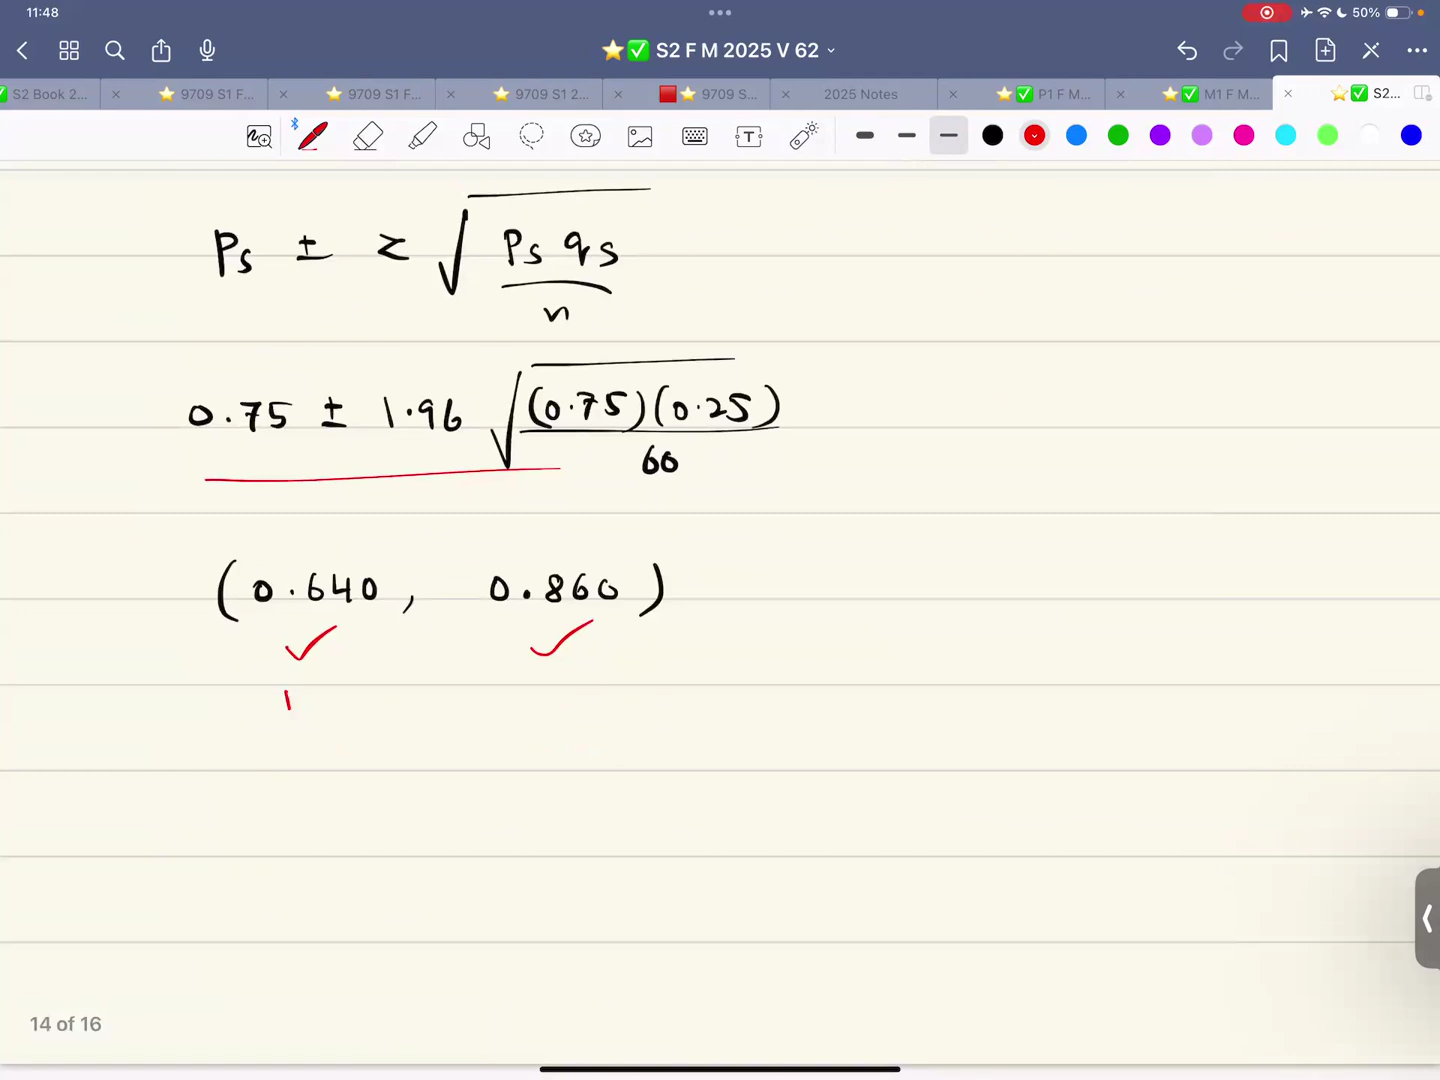 11:48
50%
⭐✅ S2 F M 2025 V 62
S2 Book 2... ⭐ 9709 S1 F... ⭐ 9709 S1 F... ⭐ 9709 S1 2... ⭐ 9709 S... 2025 Notes ⭐✅ P1 F M... ⭐✅ M1 F M... ⭐✅ S2...
Ps ± z √(Ps qs / n)
0.75 ± 1.96 √((0.75)(0.25) / 60)
(0.640, 0.860)
✓ ✓
14 of 16